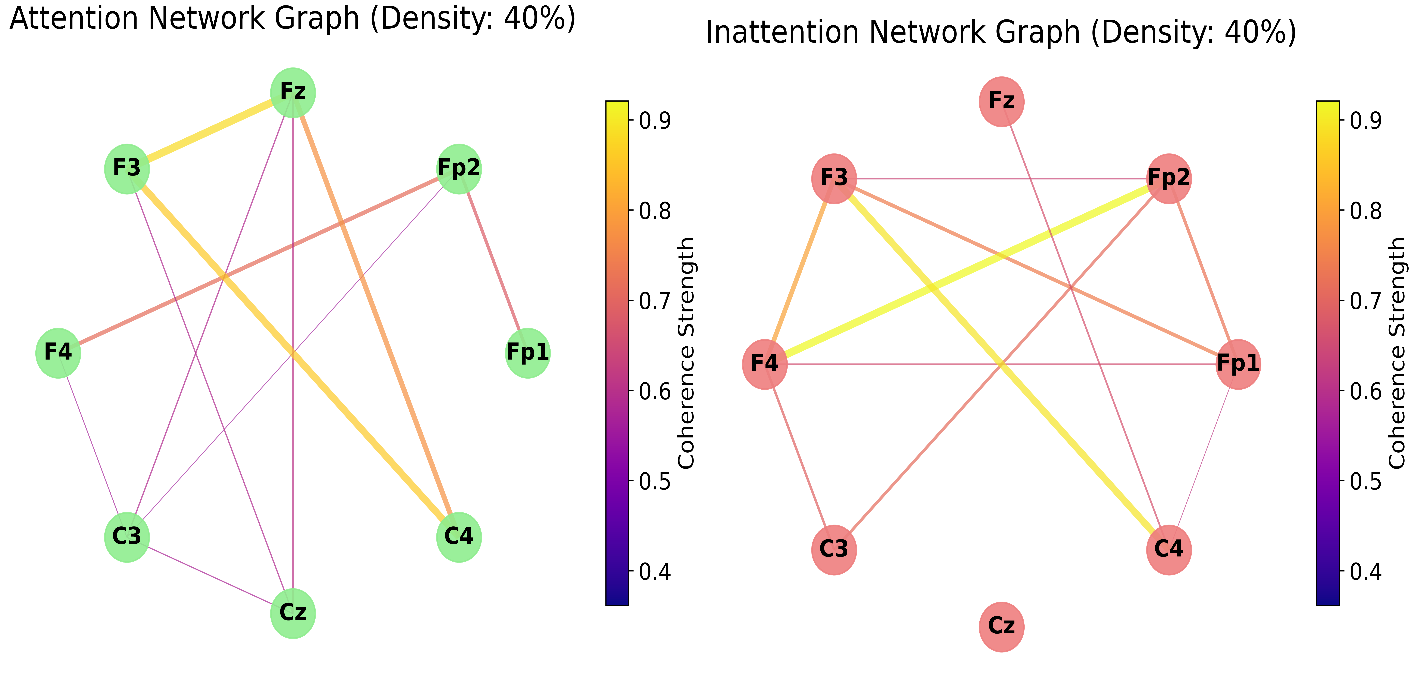 Attention Network Graph (Density: 40%)
Fz
F3
Fp2
F4
Fp1
C3
C4
Cz
0.9
0.8
0.7
0.6
0.5
0.4
Coherence Strength
Inattention Network Graph (Density: 40%)
Fz
F3
Fp2
F4
Fp1
C3
C4
Cz
0.9
0.8
0.7
0.6
0.5
0.4
Coherence Strength